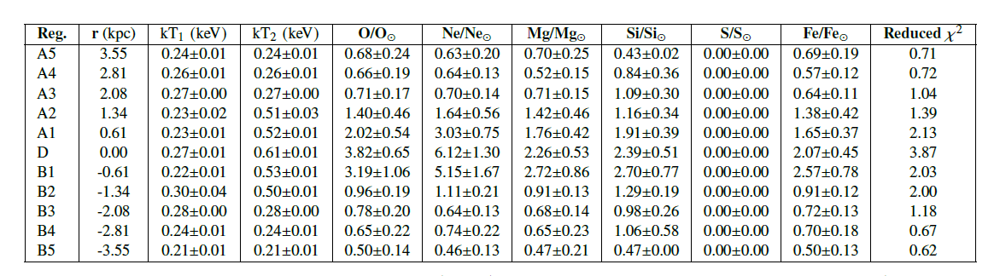 Reg. r (kpc) kT₁ (keV) kT₂ (keV) O/O⊙ Ne/Ne⊙ Mg/Mg⊙ Si/Si⊙ S/S⊙ Fe/Fe⊙ Reduced χ²
A5 3.55 0.24±0.01 0.24±0.01 0.68±0.24 0.63±0.20 0.70±0.25 0.43±0.02 0.00±0.00 0.69±0.19 0.71
A4 2.81 0.26±0.01 0.26±0.01 0.66±0.19 0.64±0.13 0.52±0.15 0.84±0.36 0.00±0.00 0.57±0.12 0.72
A3 2.08 0.27±0.00 0.27±0.00 0.71±0.17 0.70±0.14 0.71±0.15 1.09±0.30 0.00±0.00 0.64±0.11 1.04
A2 1.34 0.23±0.02 0.51±0.03 1.40±0.46 1.64±0.56 1.42±0.46 1.16±0.34 0.00±0.00 1.38±0.42 1.39
A1 0.61 0.23±0.01 0.52±0.01 2.02±0.54 3.03±0.75 1.76±0.42 1.91±0.39 0.00±0.00 1.65±0.37 2.13
D 0.00 0.27±0.01 0.61±0.01 3.82±0.65 6.12±1.30 2.26±0.53 2.39±0.51 0.00±0.00 2.07±0.45 3.87
B1 -0.61 0.22±0.01 0.53±0.01 3.19±1.06 5.15±1.67 2.72±0.86 2.70±0.77 0.00±0.00 2.57±0.78 2.03
B2 -1.34 0.30±0.04 0.50±0.01 0.96±0.19 1.11±0.21 0.91±0.13 1.29±0.19 0.00±0.00 0.91±0.12 2.00
B3 -2.08 0.28±0.00 0.28±0.00 0.78±0.20 0.64±0.13 0.68±0.14 0.98±0.26 0.00±0.00 0.72±0.13 1.18
B4 -2.81 0.24±0.01 0.24±0.01 0.65±0.22 0.74±0.22 0.65±0.23 1.06±0.58 0.00±0.00 0.70±0.18 0.67
B5 -3.55 0.21±0.01 0.21±0.01 0.50±0.14 0.46±0.13 0.47±0.21 0.47±0.00 0.00±0.00 0.50±0.13 0.62